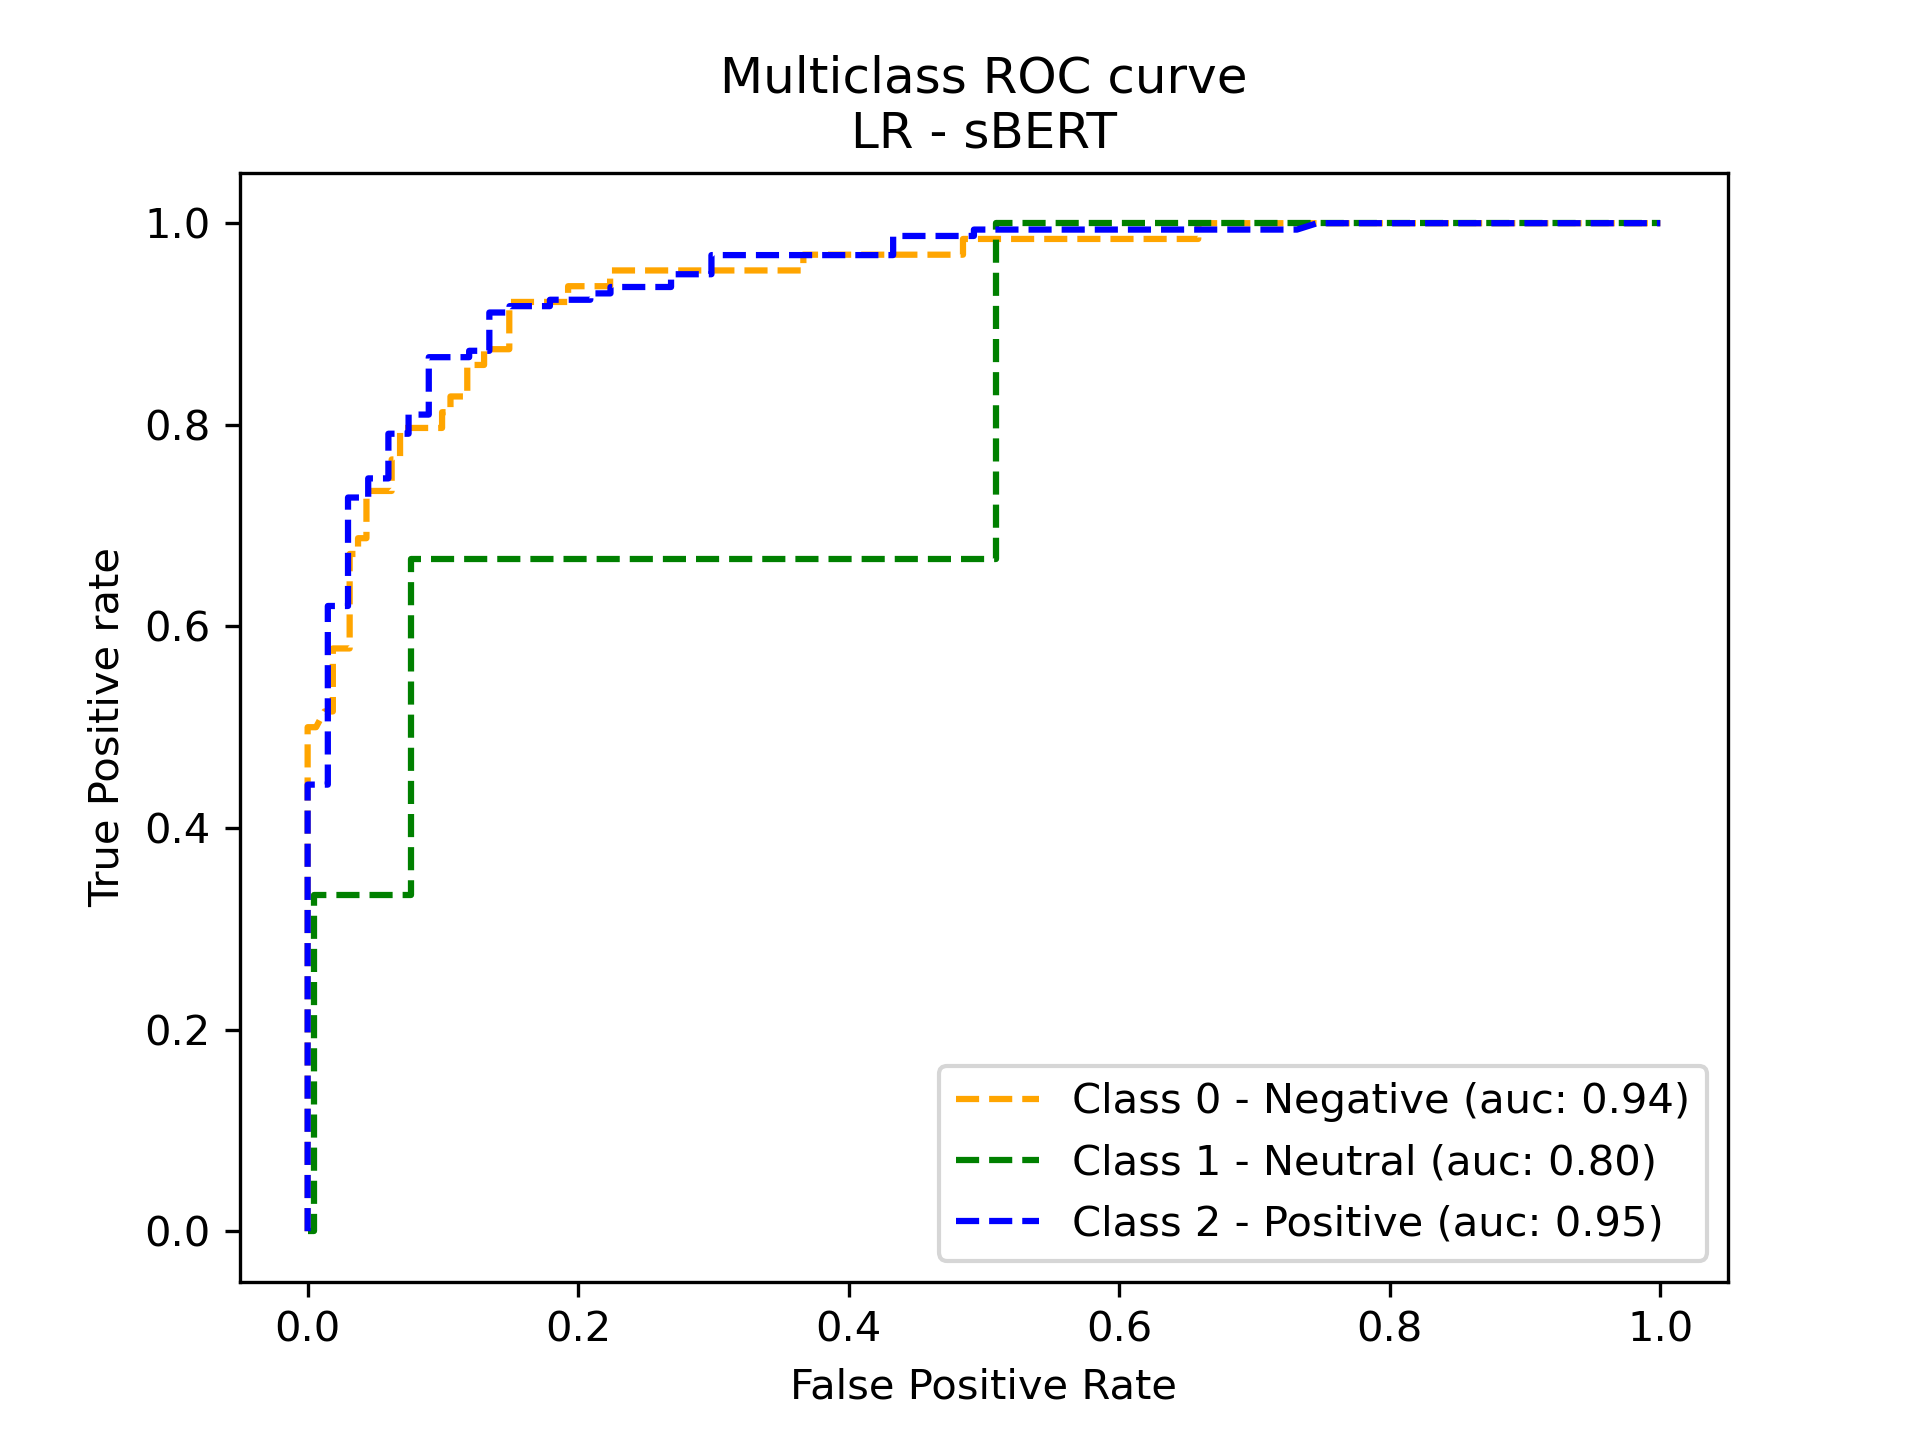 Multiclass ROC curve
LR - sBERT
True Positive rate
1.0
0.8
0.6
0.4
0.2
0.0
Class 0 - Negative (auc: 0.94)
Class 1 - Neutral (auc: 0.80)
Class 2 - Positive (auc: 0.95)
0.0 0.2 0.4 0.6 0.8 1.0
False Positive Rate